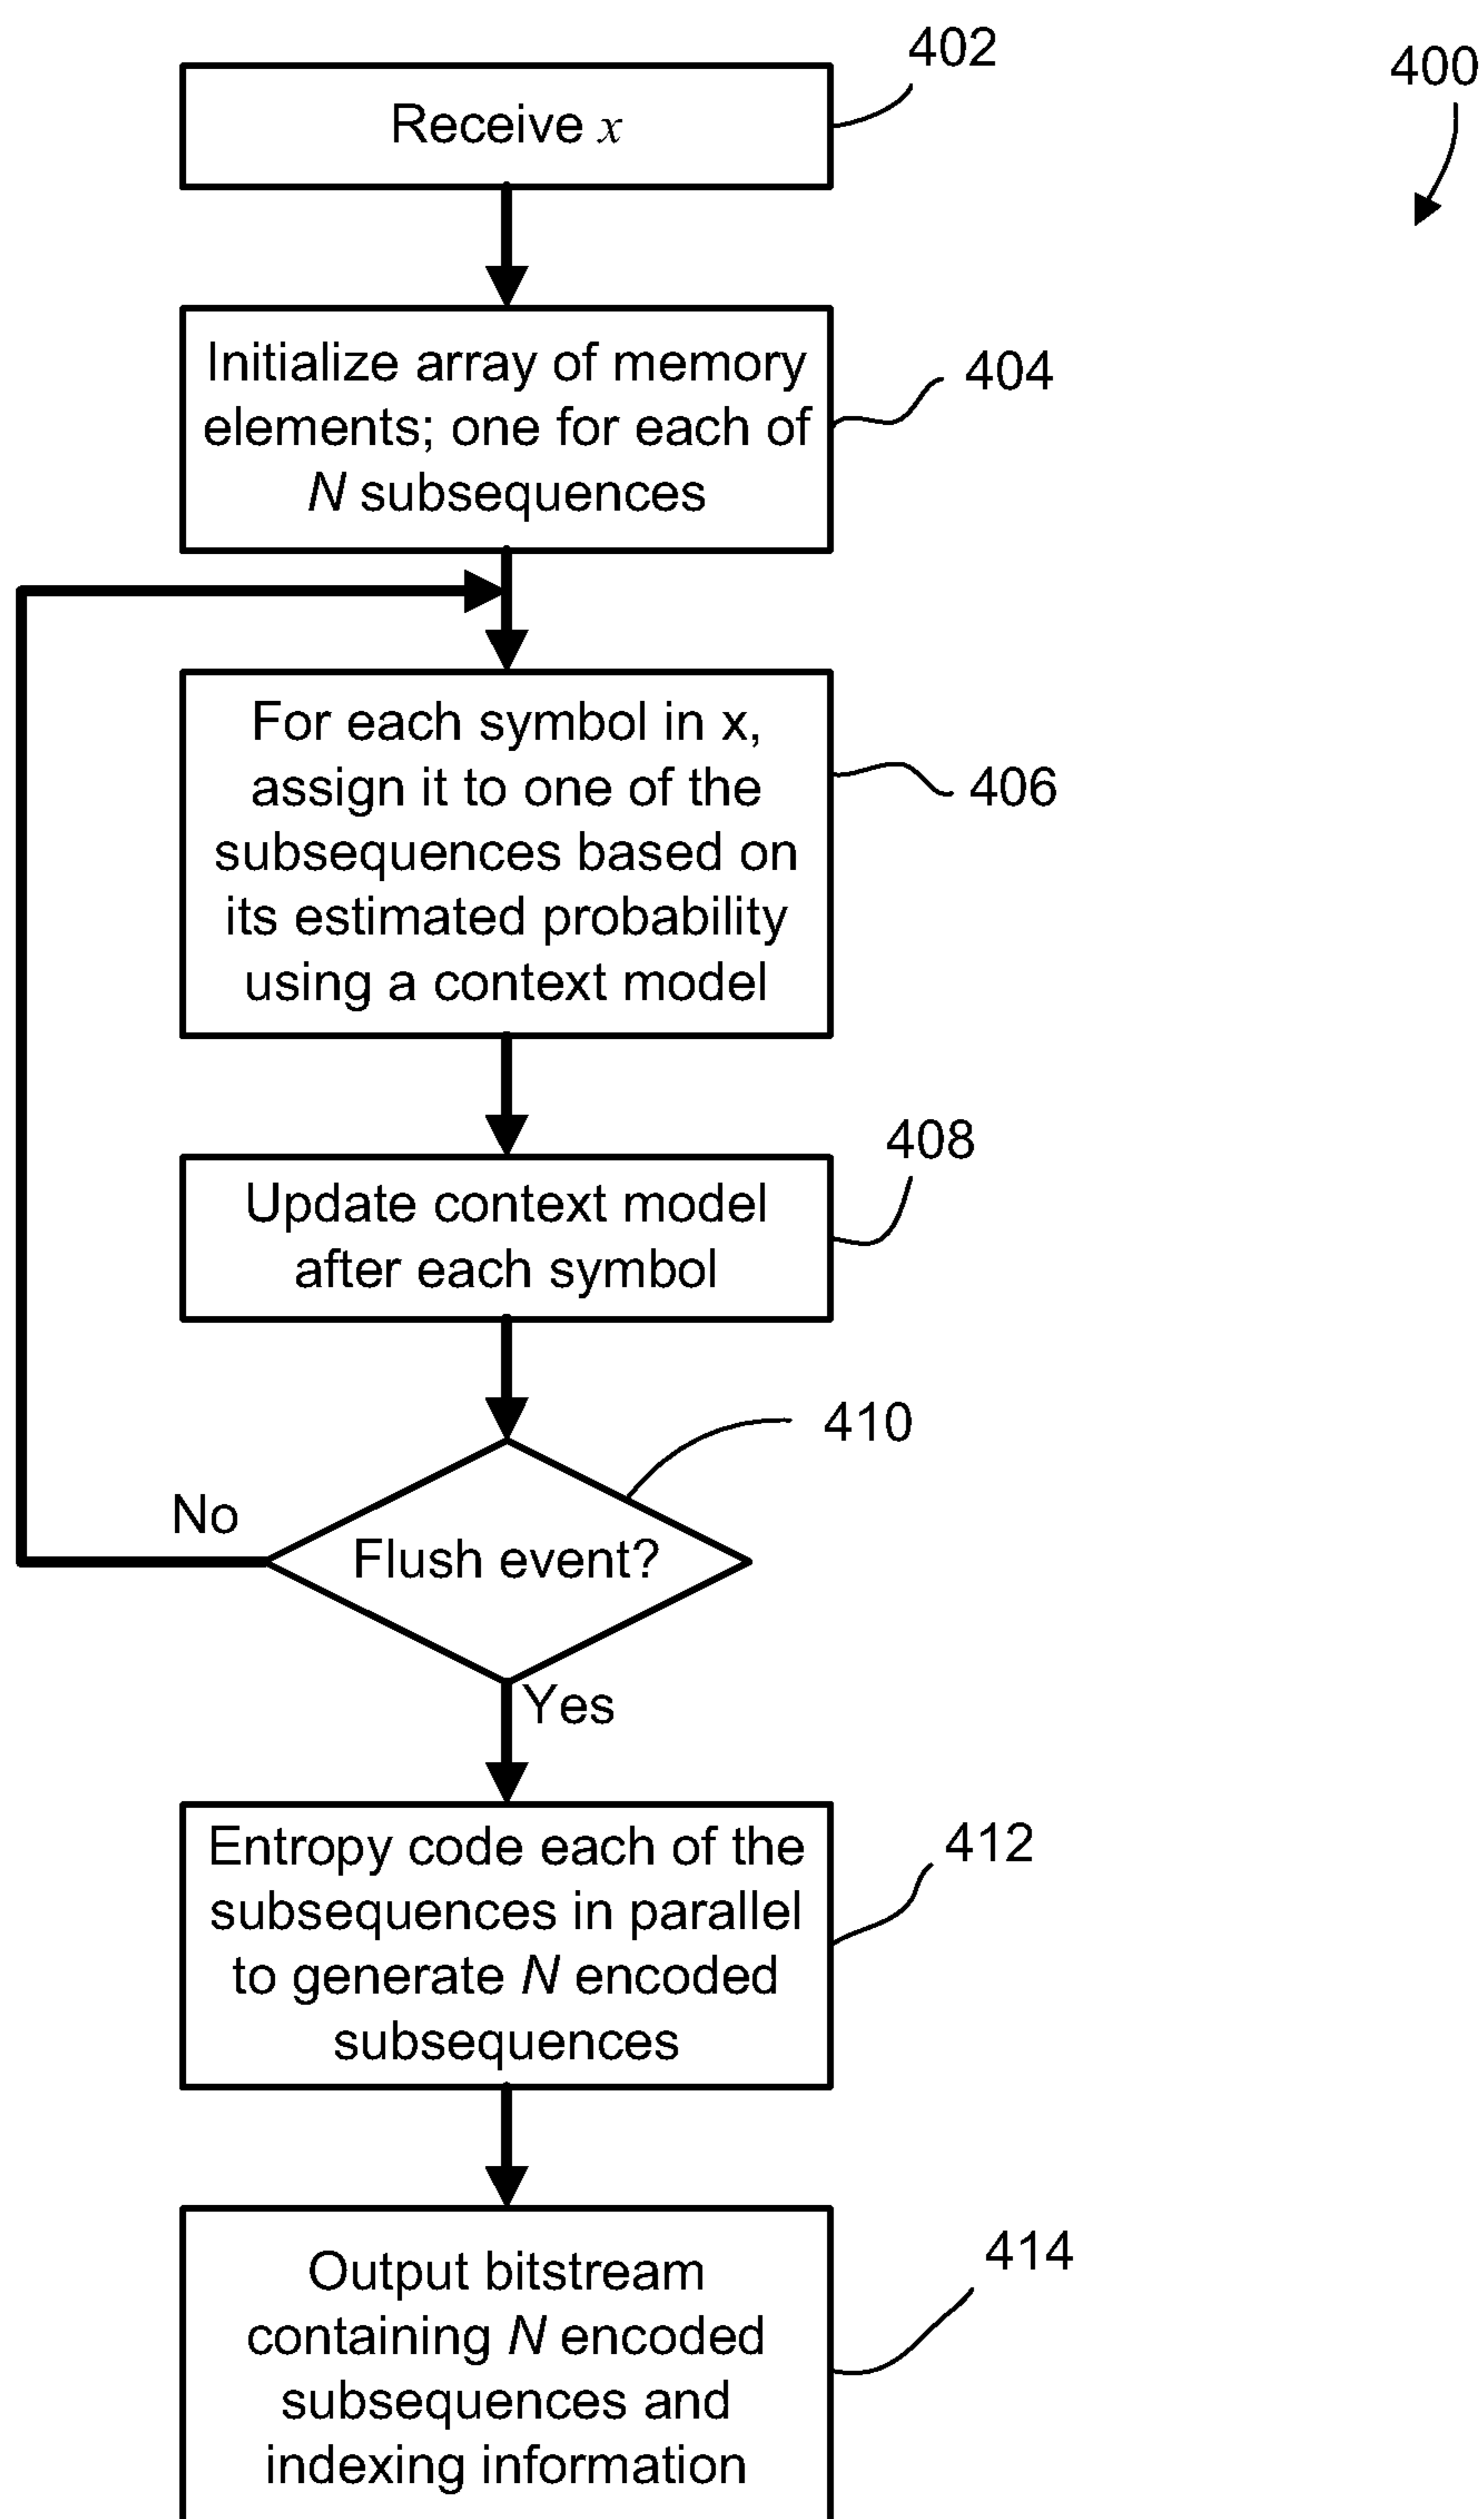 402
400
Receive x
Initialize array of memory
elements; one for each of
N subsequences
404
For each symbol in x,
assign it to one of the
subsequences based on
its estimated probability
using a context model
406
408
Update context model
after each symbol
410
No
Flush event?
Yes
412
Entropy code each of the
subsequences in parallel
to generate N encoded
subsequences
414
Output bitstream
containing N encoded
subsequences and
indexing information